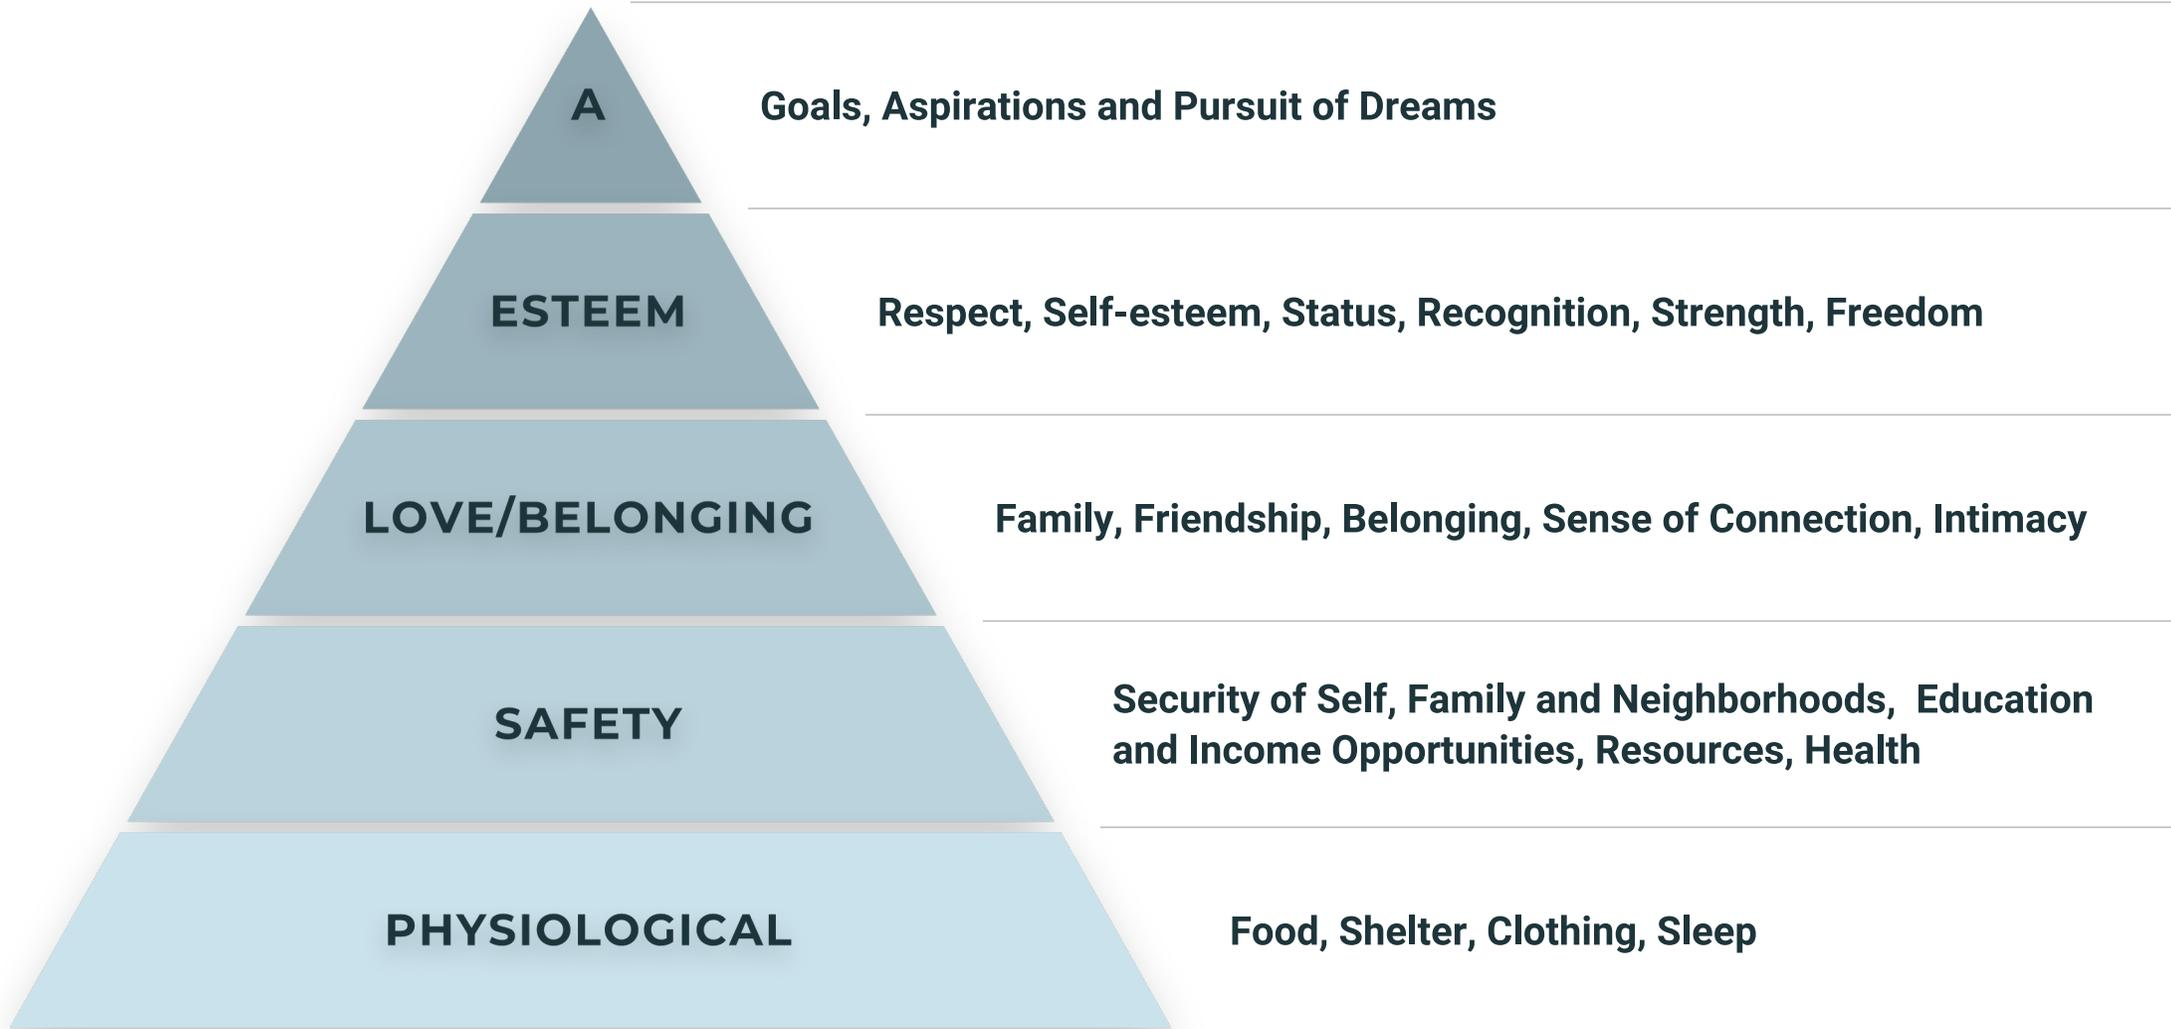 A
Goals, Aspirations and Pursuit of Dreams
ESTEEM
Respect, Self-esteem, Status, Recognition, Strength, Freedom
LOVE/BELONGING
Family, Friendship, Belonging, Sense of Connection, Intimacy
SAFETY
Security of Self, Family and Neighborhoods,  Education
and Income Opportunities, Resources, Health
PHYSIOLOGICAL
Food, Shelter, Clothing, Sleep